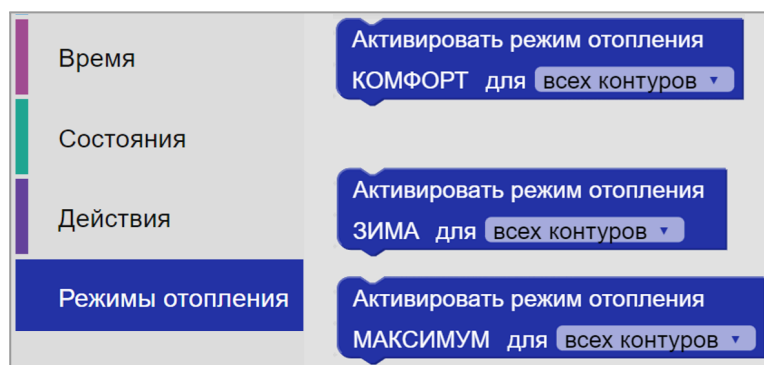 Время
Состояния
Действия
Режимы отопления
Активировать режим отопления
КОМФОРТ для всех контуров
Активировать режим отопления
ЗИМА для всех контуров
Активировать режим отопления
МАКСИМУМ для всех контуров